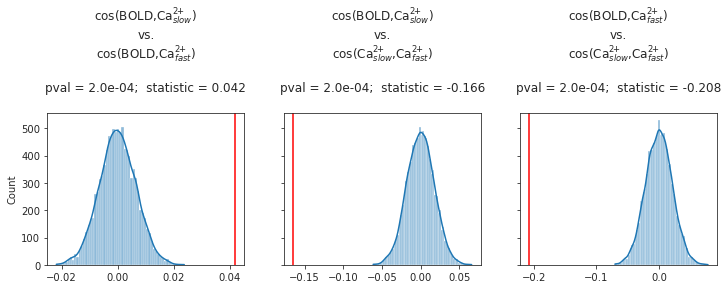 cos(BOLD,Ca²⁺slow)
vs.
cos(BOLD,Ca²⁺fast)
pval = 2.0e-04;  statistic = 0.042
cos(BOLD,Ca²⁺slow)
vs.
cos(Ca²⁺slow,Ca²⁺fast)
pval = 2.0e-04;  statistic = -0.166
cos(BOLD,Ca²⁺fast)
vs.
cos(Ca²⁺slow,Ca²⁺fast)
pval = 2.0e-04;  statistic = -0.208
Count
500
400
300
200
100
0
−0.02 0.00 0.02 0.04
−0.15 −0.10 −0.05 0.00 0.05
−0.2 −0.1 0.0